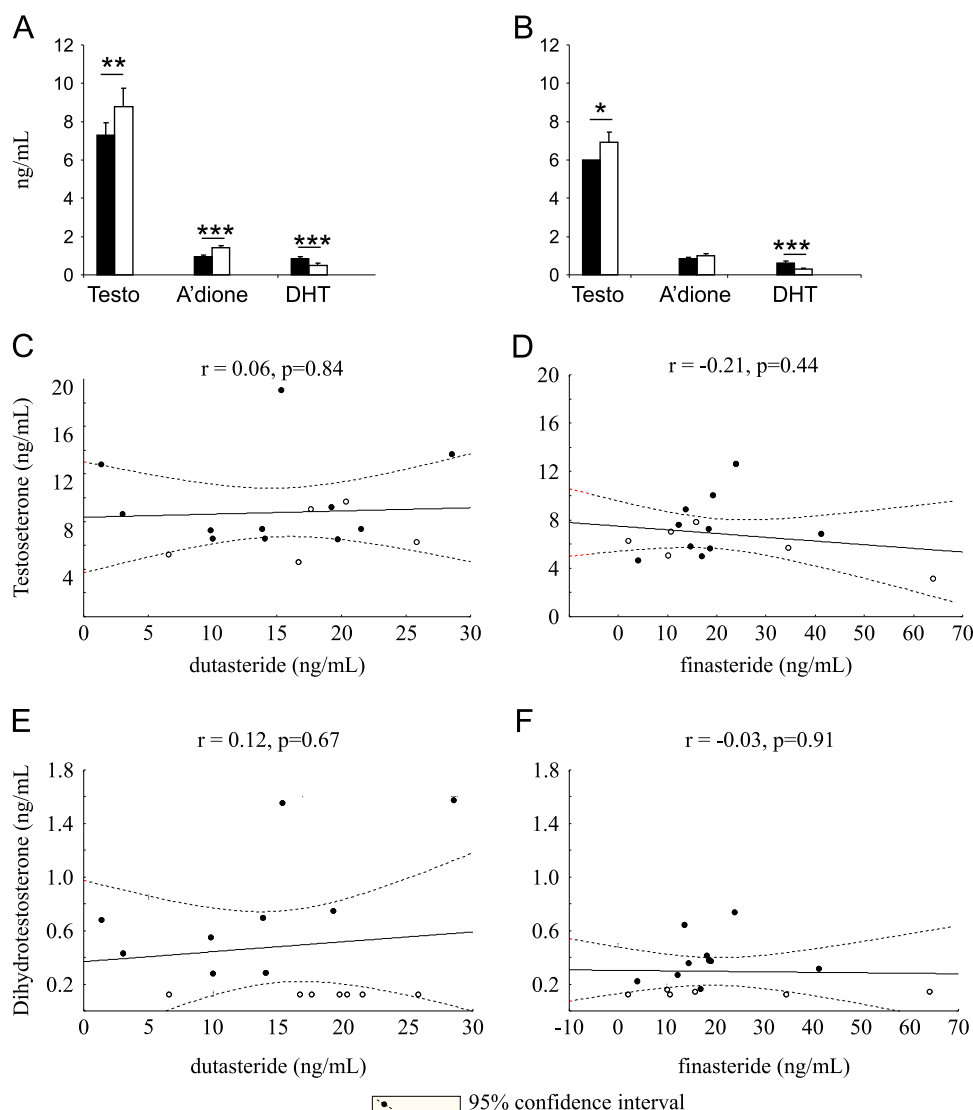 A
B
12
10
8
6
4
2
0
ng/mL
**
***
***
Testo
A'dione
DHT
12
10
8
6
4
2
0
*
***
Testo
A'dione
DHT
C
D
r = 0.06, p=0.84
r = -0.21, p=0.44
Testoseterone (ng/mL)
20
16
12
8
4
0 5 10 15 20 25 30
dutasteride (ng/mL)
20
16
12
8
4
0
0 10 20 30 40 50 60 70
finasteride (ng/mL)
E
F
r = 0.12, p=0.67
r = -0.03, p=0.91
Dihydrotestosterone (ng/mL
1.8
1.4
1.0
0.6
0.2
0 5 10 15 20 25 30
dutasteride (ng/mL)
1.8
1.4
1.0
0.6
0.2
-10 0 10 20 30 40 50 60 70
finasteride (ng/mL)
95% confidence interval